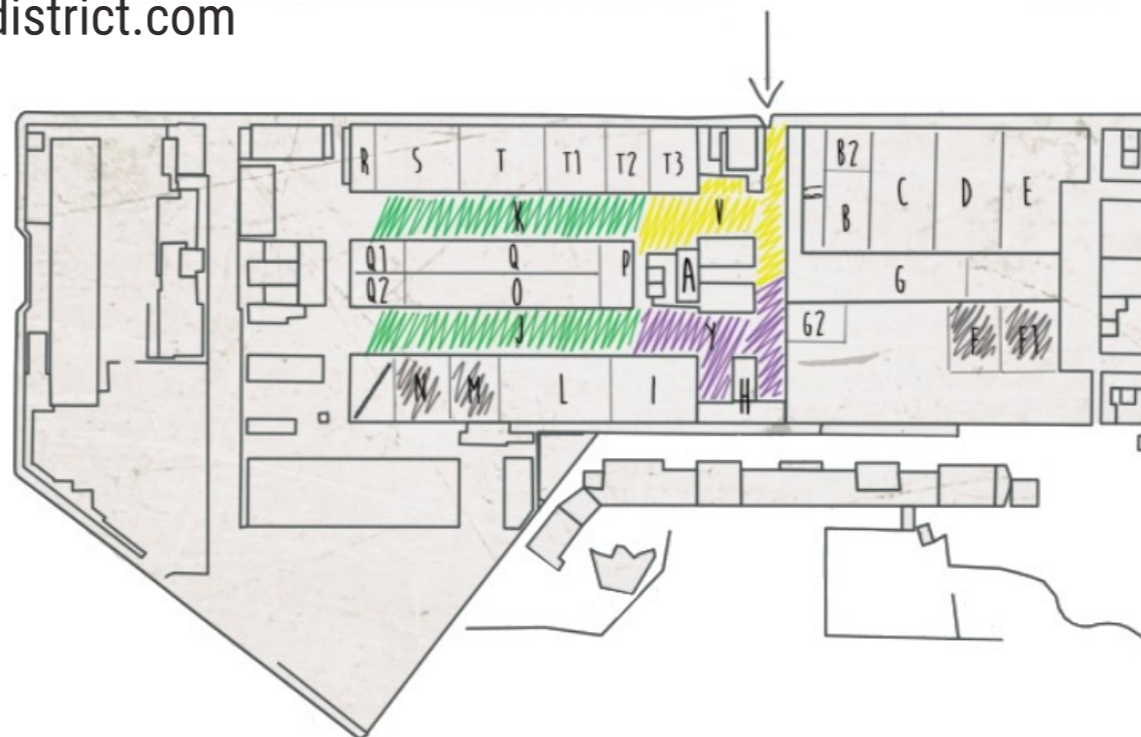 district.com
R S T T1 T2 T3
B2
K V
B C D E
Q1 Q P
A
Q2 O
G
J Y
G2 F F1
N M L I H